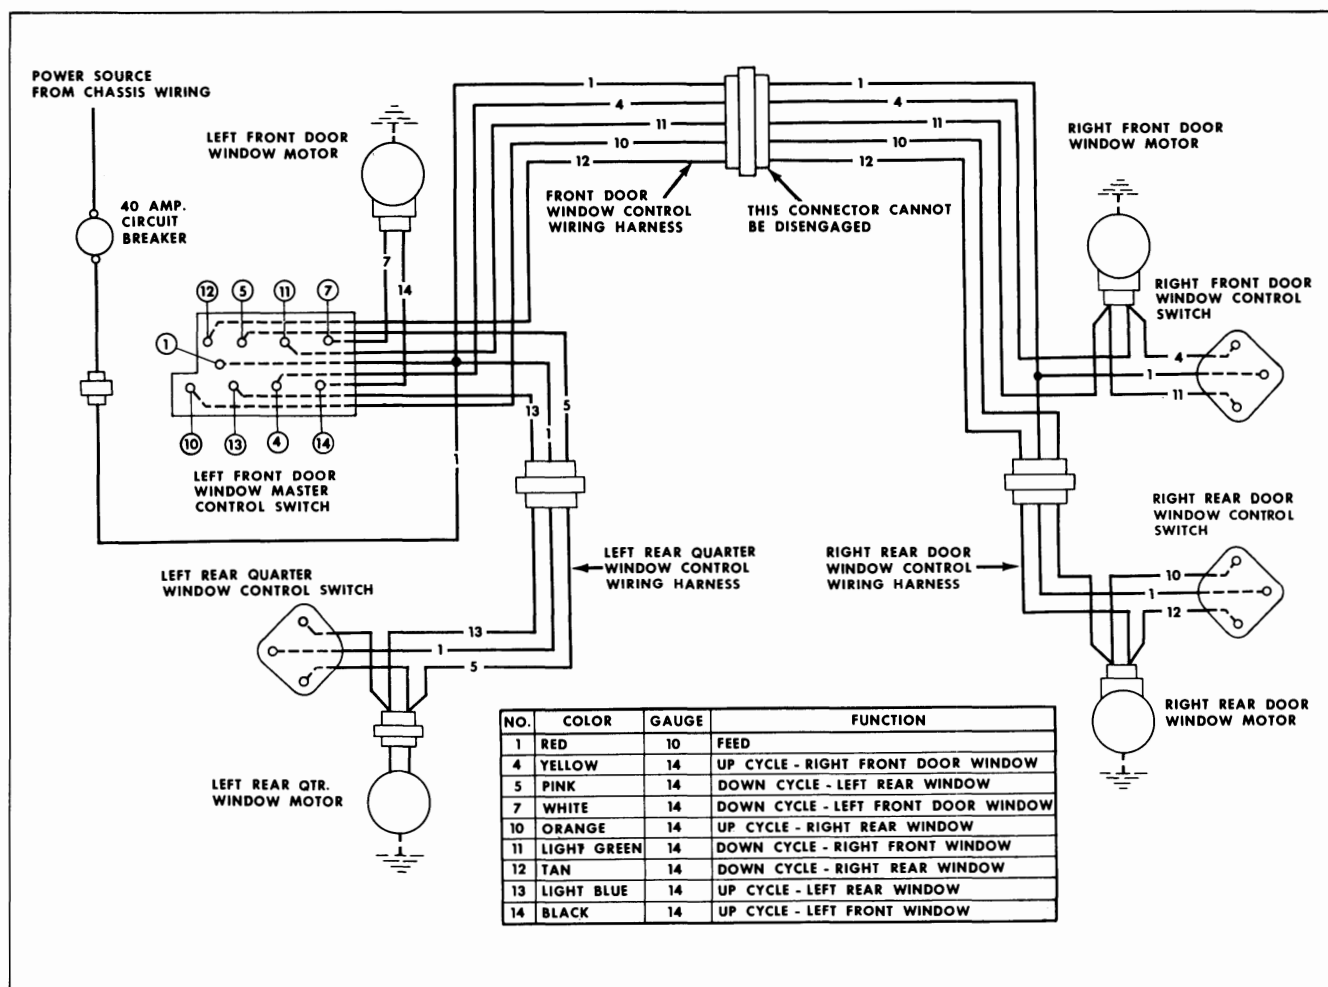 POWER SOURCE
FROM CHASSIS WIRING
LEFT FRONT DOOR
WINDOW MOTOR
40 AMP.
CIRCUIT
BREAKER
1
4
11
10
12
1
4
11
10
12
FRONT DOOR
WINDOW CONTROL
WIRING HARNESS
THIS CONNECTOR CANNOT
BE DISENGAGED
RIGHT FRONT DOOR
WINDOW MOTOR
RIGHT FRONT DOOR
WINDOW CONTROL
SWITCH
7
14
12
5
11
7
1
10
13
4
14
LEFT FRONT DOOR
WINDOW MASTER
CONTROL SWITCH
13
1
5
1
4
1
11
RIGHT REAR DOOR
WINDOW CONTROL
SWITCH
LEFT REAR QUARTER
WINDOW CONTROL
WIRING HARNESS
RIGHT REAR DOOR
WINDOW CONTROL
WIRING HARNESS
10
1
12
LEFT REAR QUARTER
WINDOW CONTROL SWITCH
13
1
5
RIGHT REAR DOOR
WINDOW MOTOR
LEFT REAR QTR.
WINDOW MOTOR
NO. COLOR GAUGE FUNCTION
1 RED 10 FEED
4 YELLOW 14 UP CYCLE - RIGHT FRONT DOOR WINDOW
5 PINK 14 DOWN CYCLE - LEFT REAR WINDOW
7 WHITE 14 DOWN CYCLE - LEFT FRONT DOOR WINDOW
10 ORANGE 14 UP CYCLE - RIGHT REAR WINDOW
11 LIGHT GREEN 14 DOWN CYCLE - RIGHT FRONT WINDOW
12 TAN 14 DOWN CYCLE - RIGHT REAR WINDOW
13 LIGHT BLUE 14 UP CYCLE - LEFT REAR WINDOW
14 BLACK 14 UP CYCLE - LEFT FRONT WINDOW